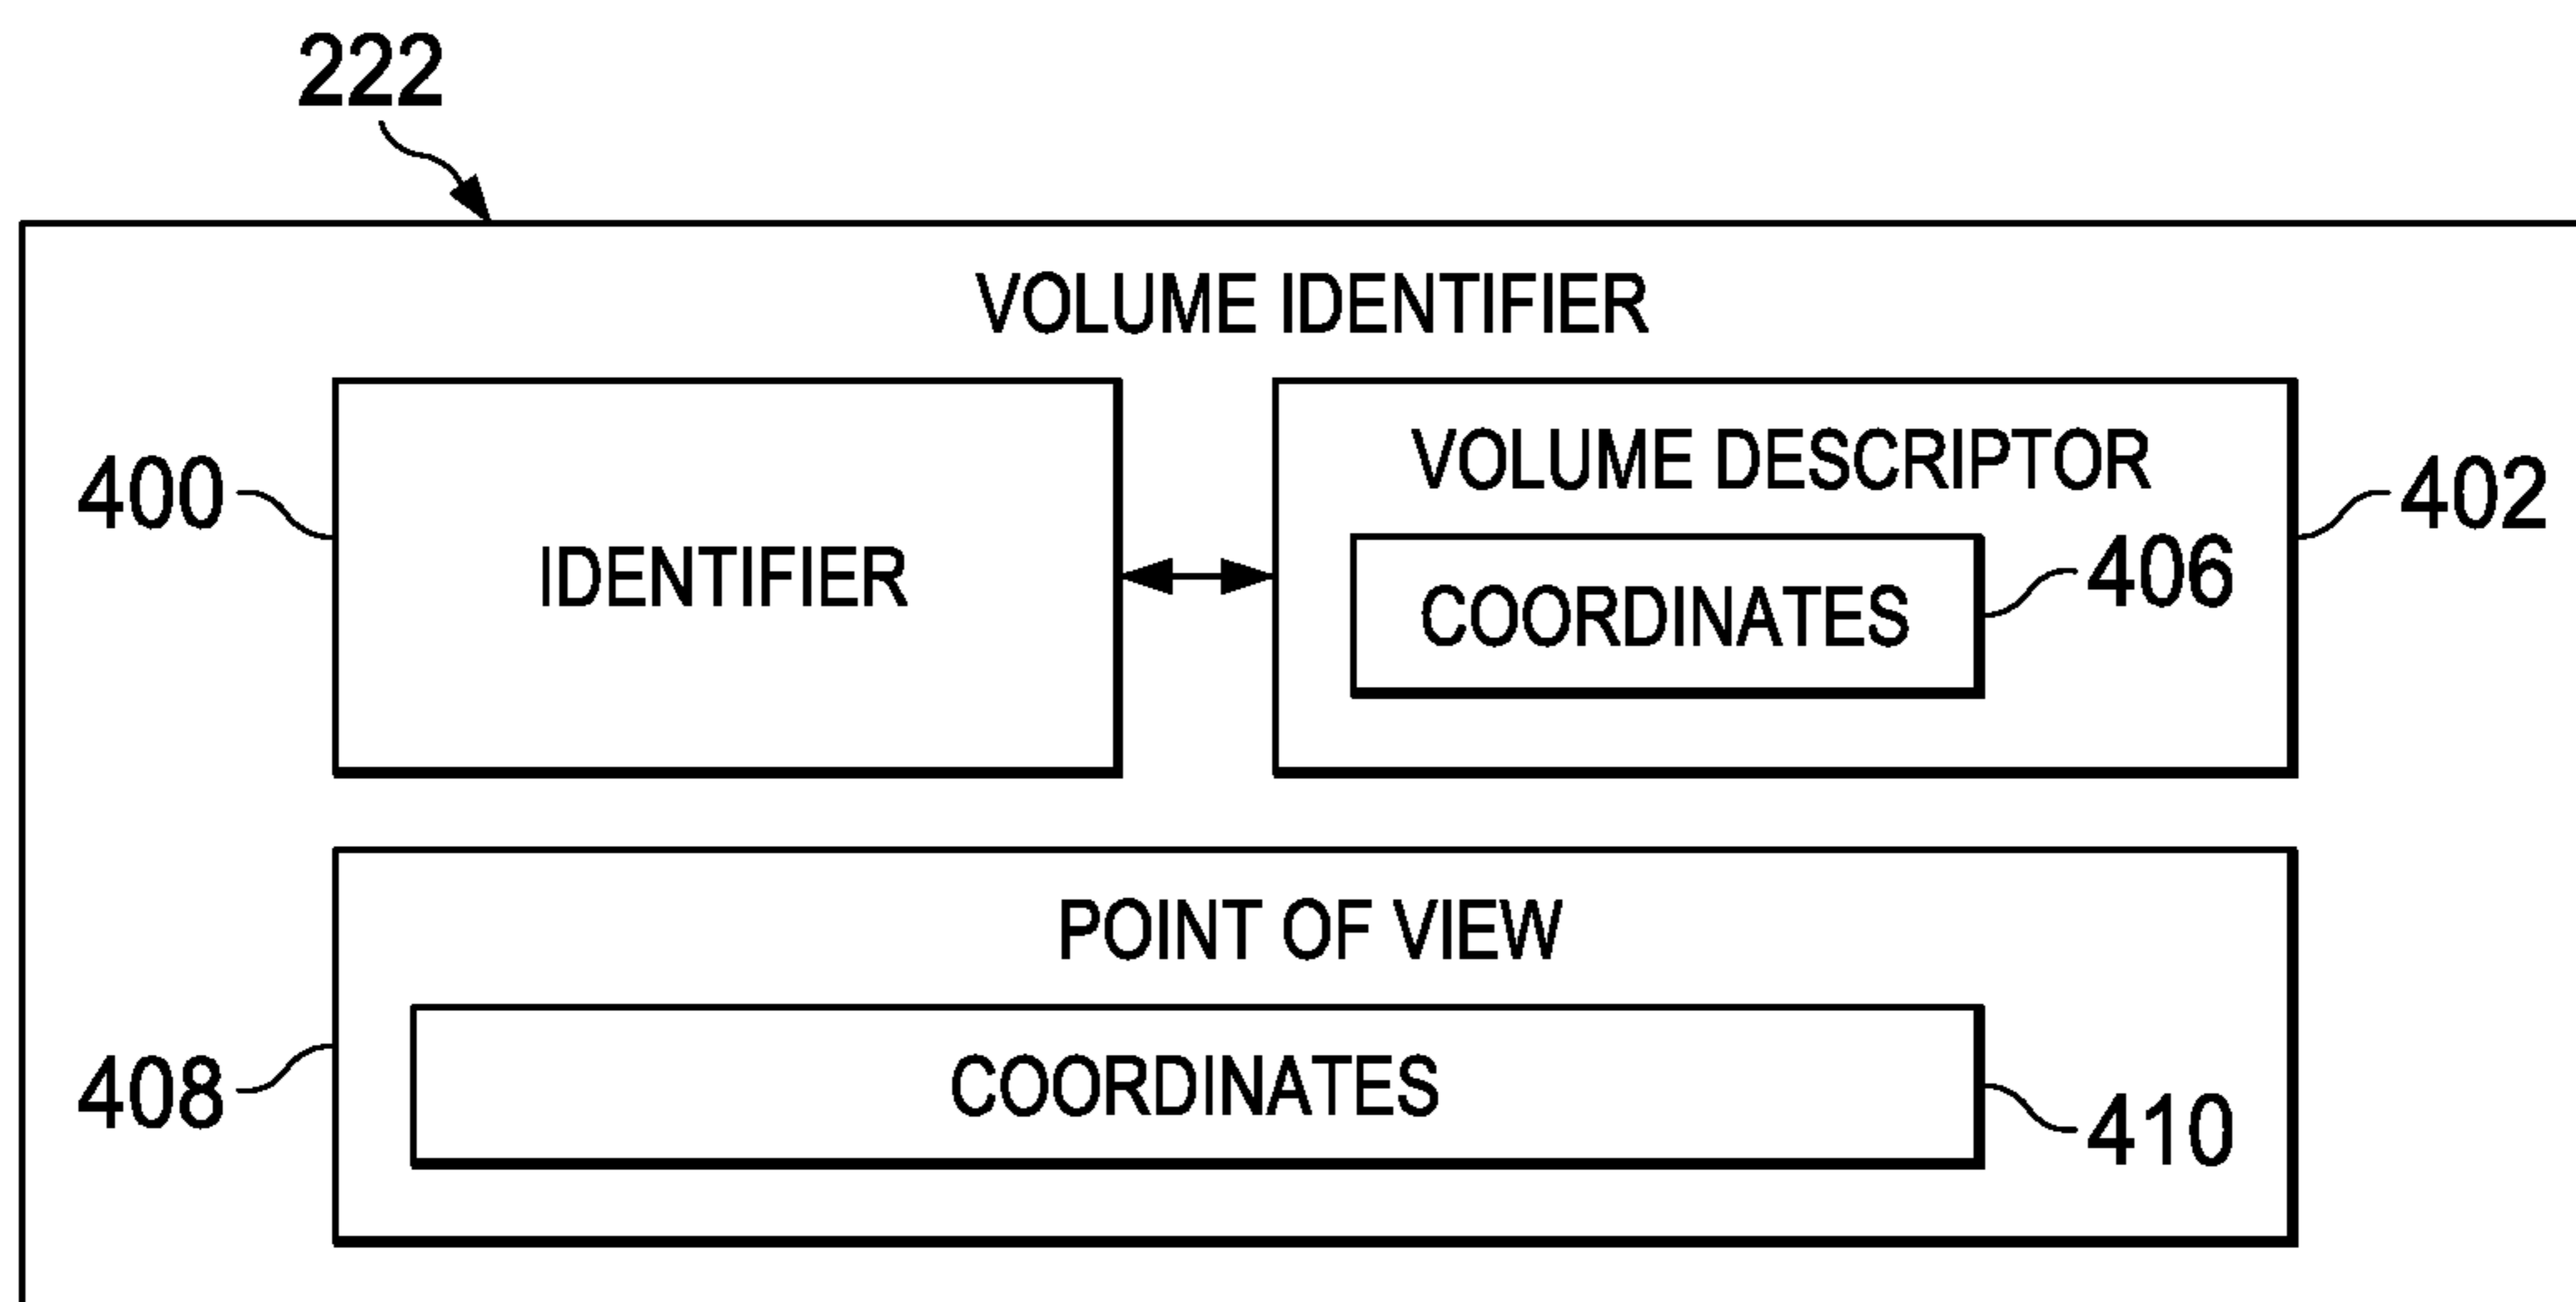 222
VOLUME IDENTIFIER
400
IDENTIFIER
VOLUME DESCRIPTOR
402
COORDINATES
406
POINT OF VIEW
408
COORDINATES
410